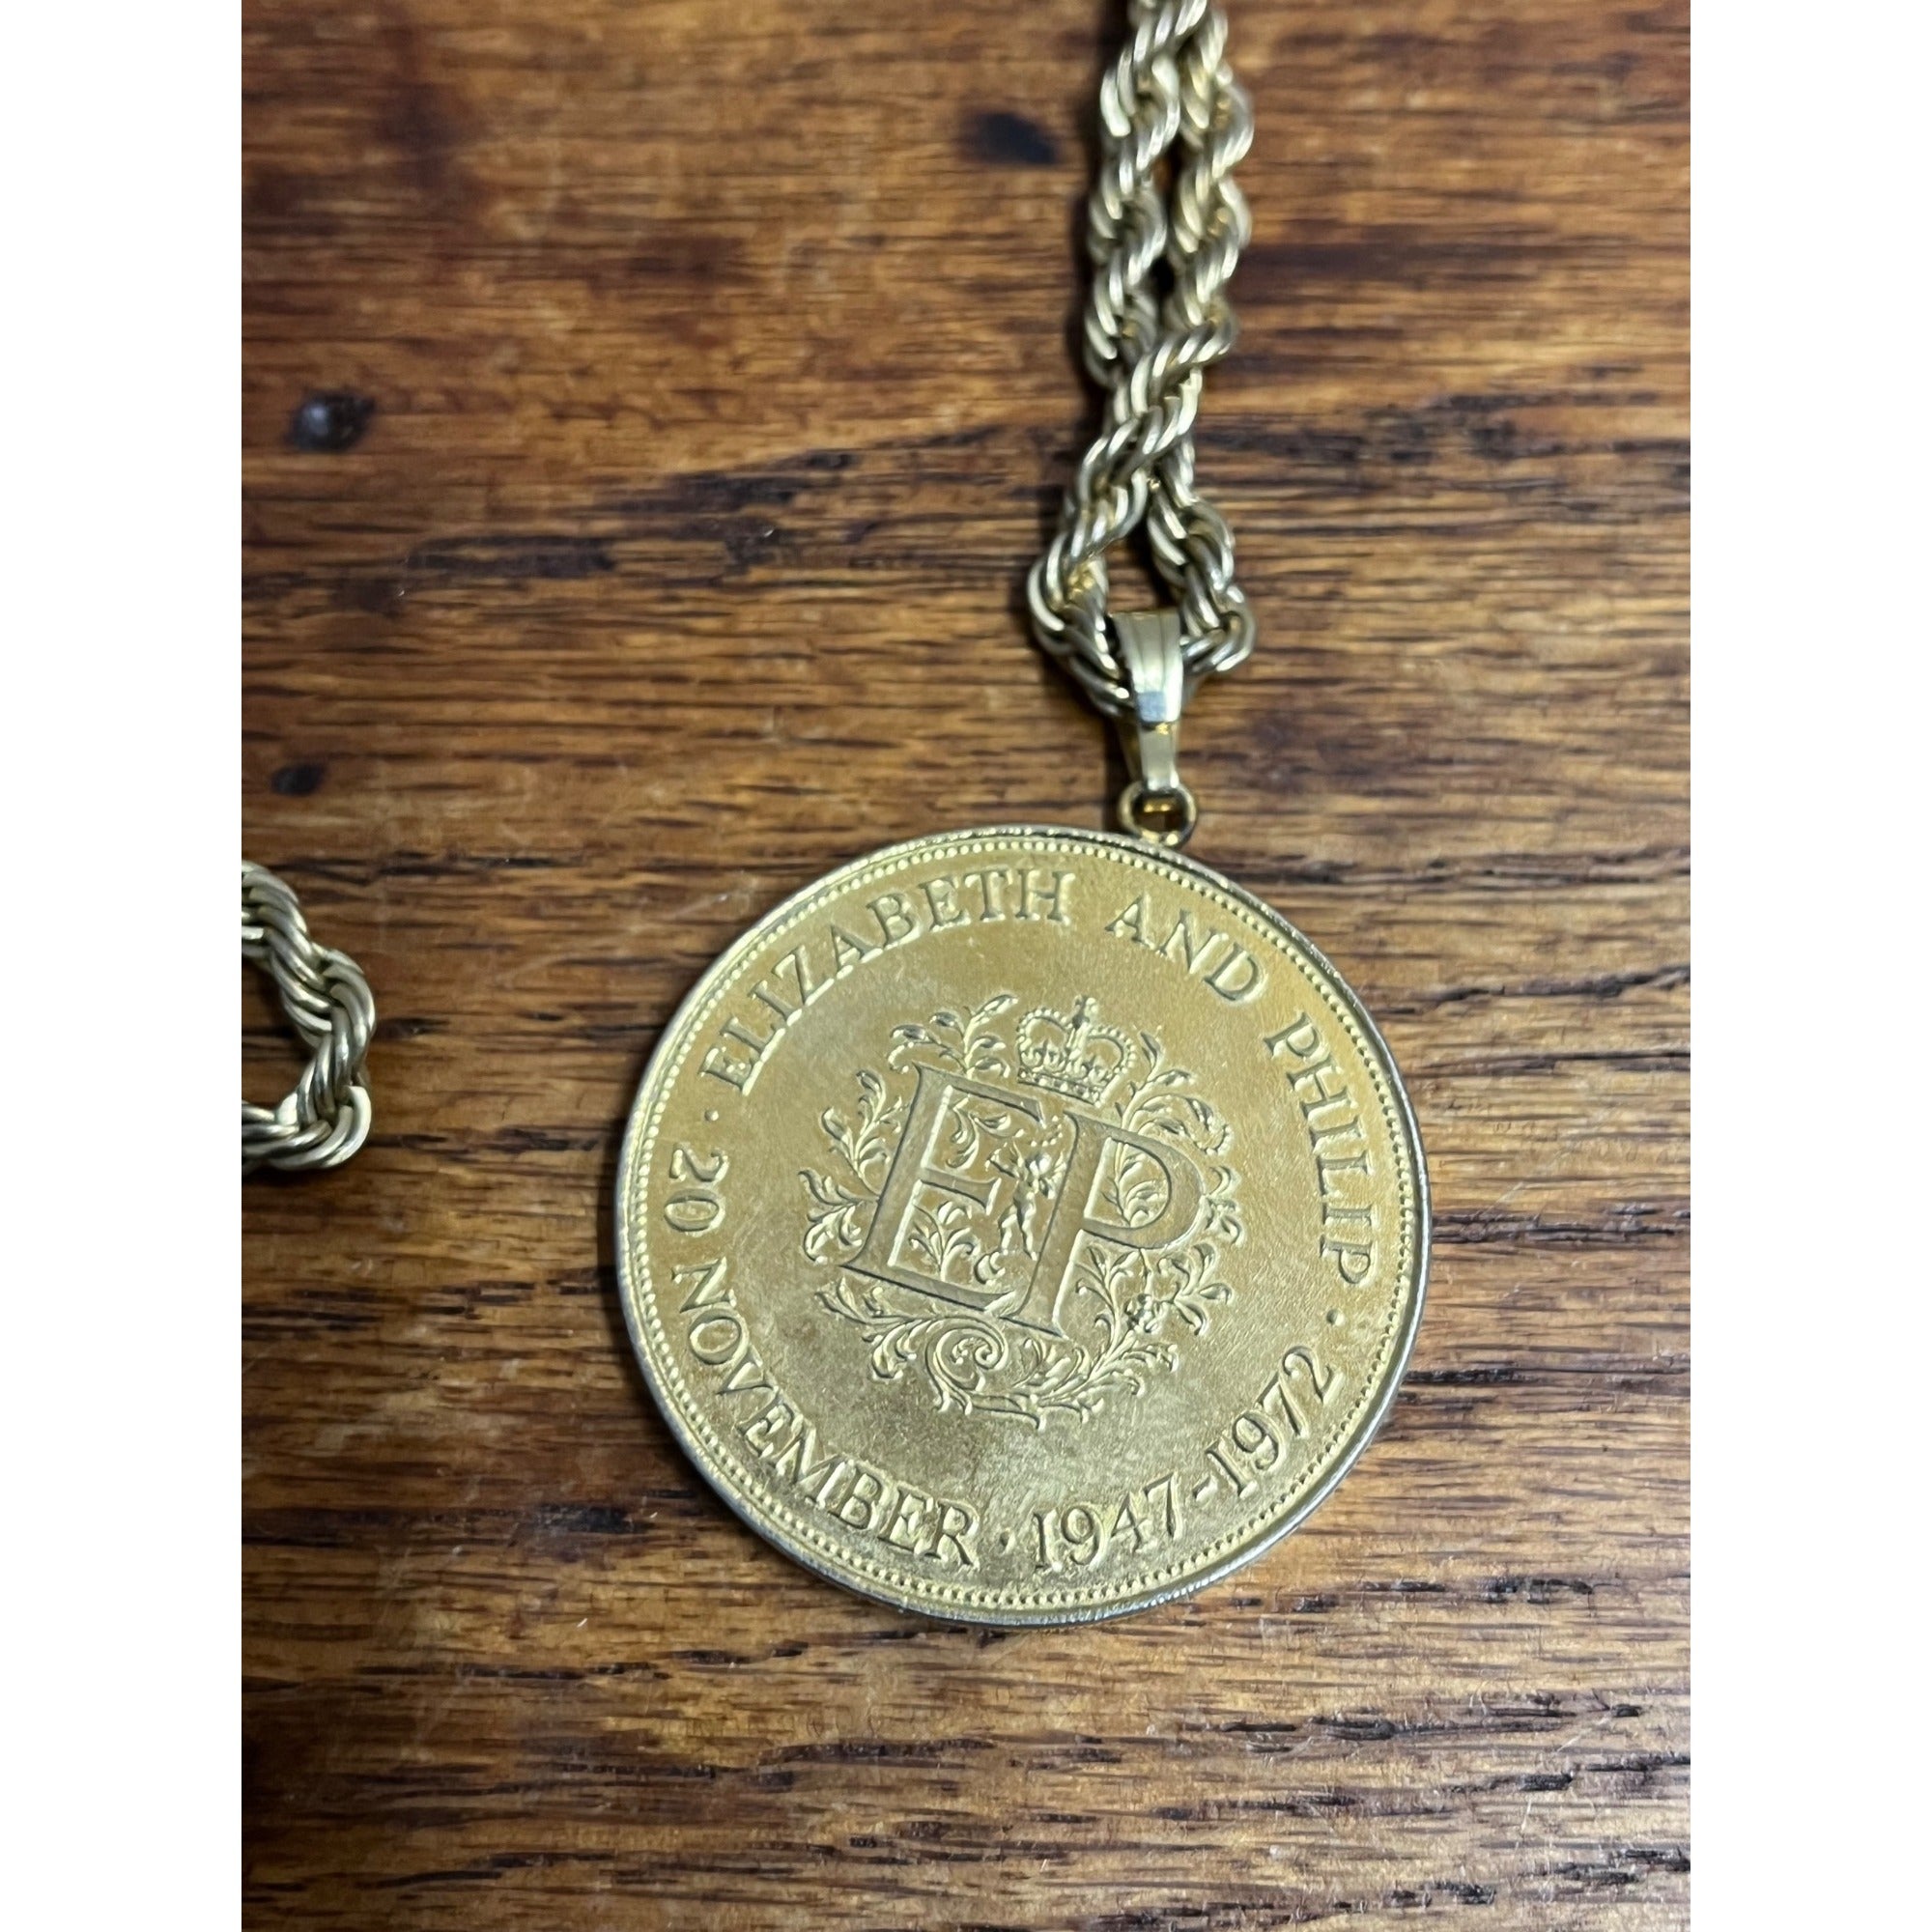 · ELIZABETH AND PHILIP ·
20 NOVEMBER · 1947-1972
EP